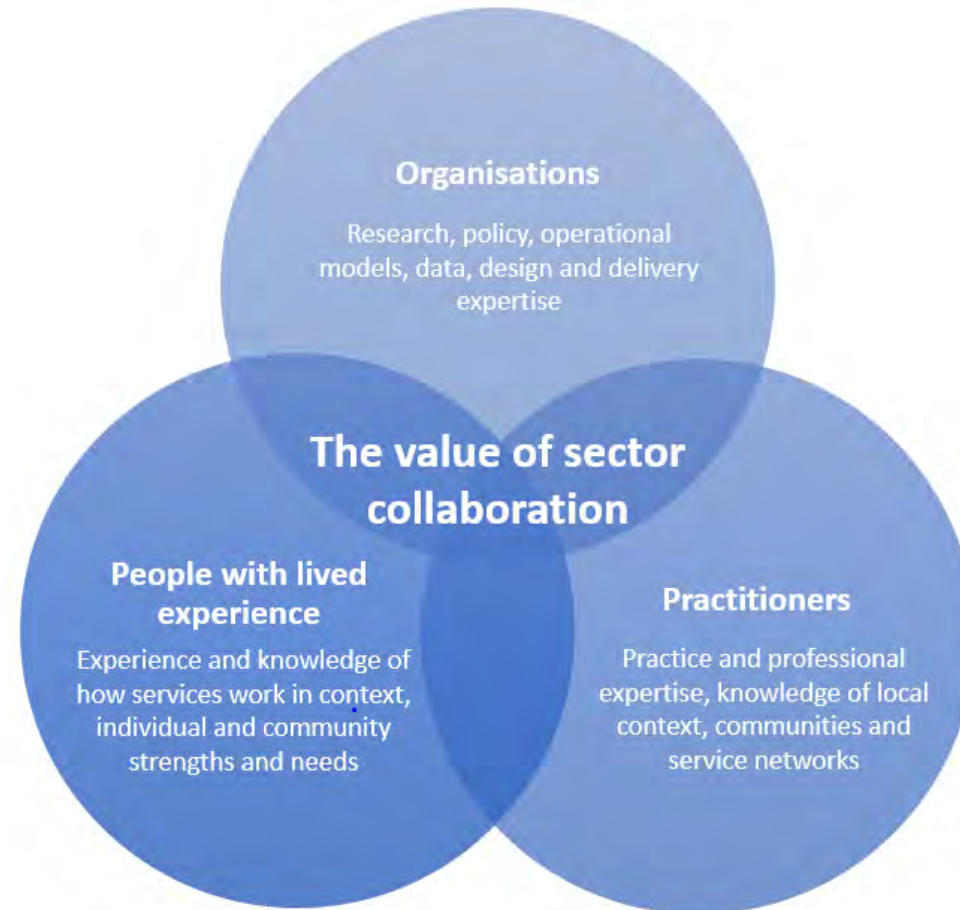 Organisations
Research, policy, operational
models, data, design and delivery
expertise
The value of sector
collaboration
People with lived
experience
Experience and knowledge of
how services work in context,
individual and community
strengths and needs
Practitioners
Practice and professional
expertise, knowledge of local
context, communities and
service networks